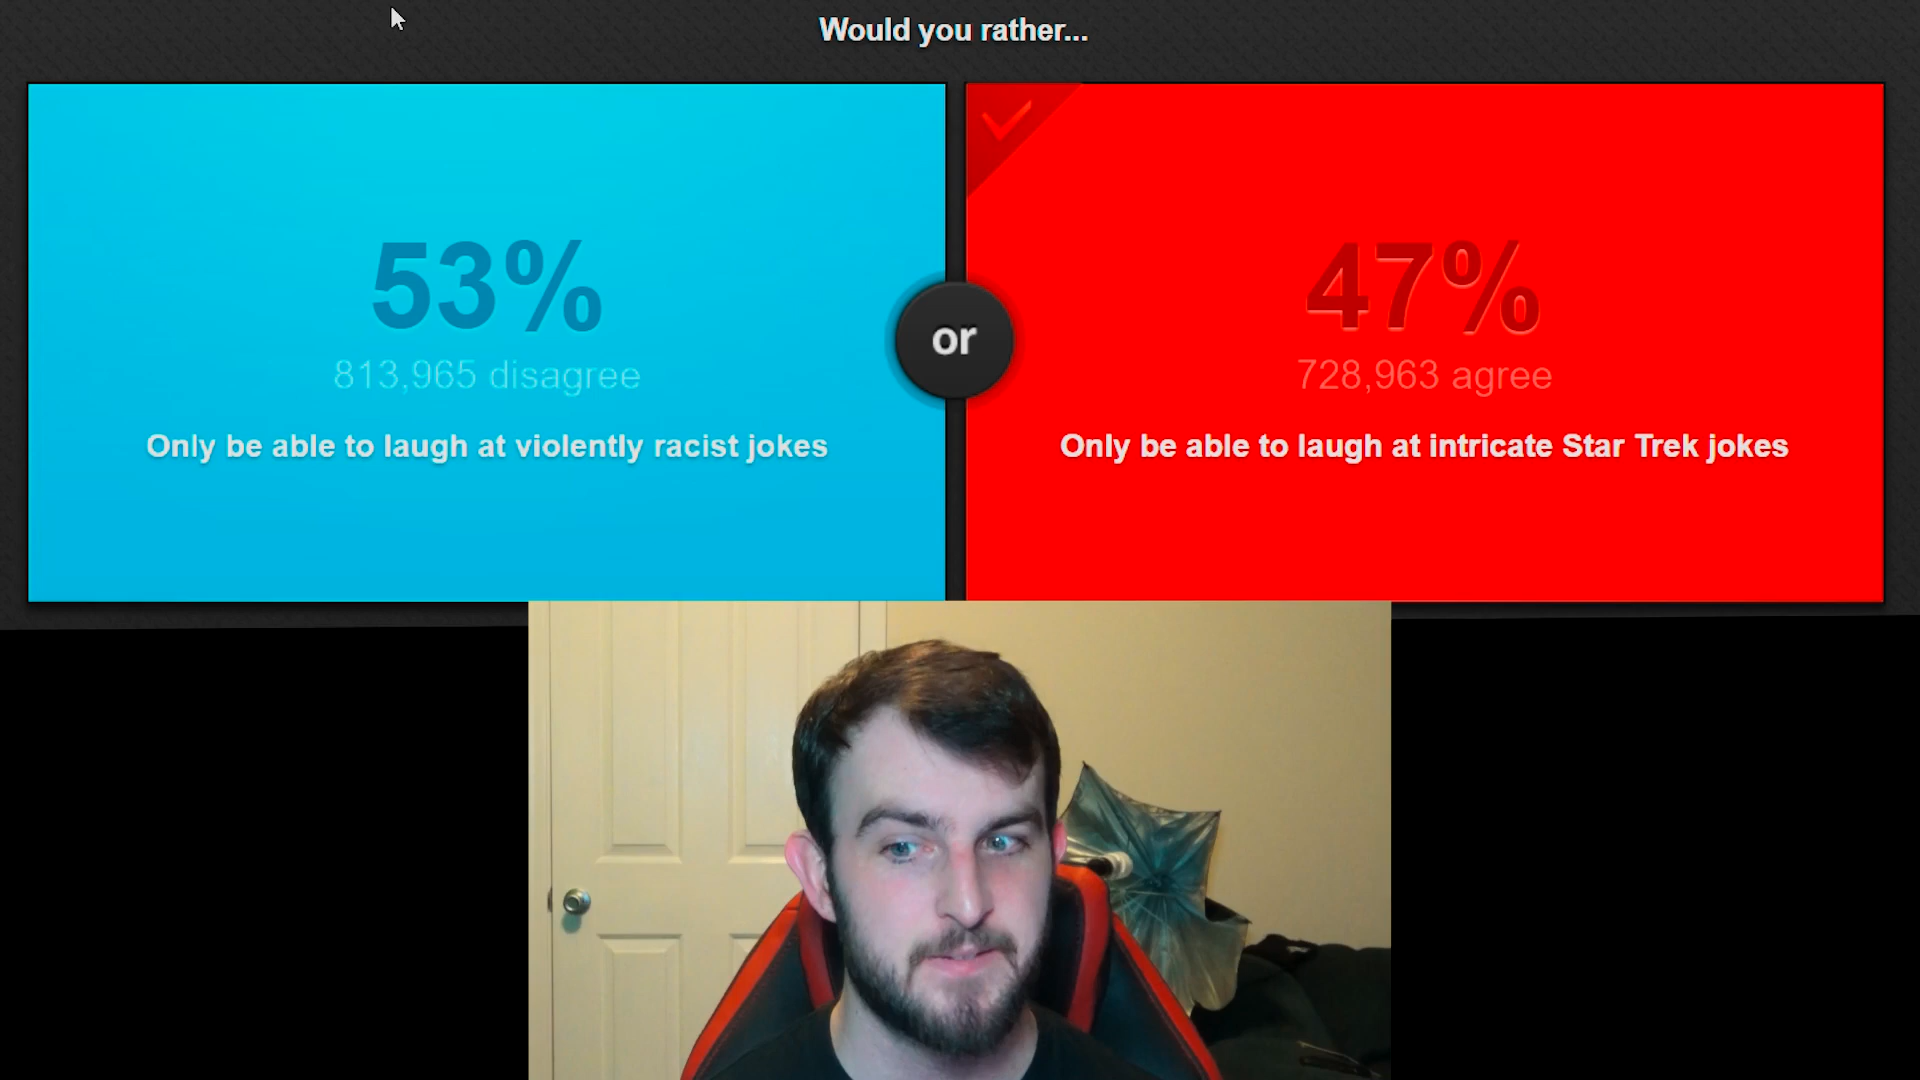 Would you rather...
53%
813,965 disagree
Only be able to laugh at violently racist jokes
or
47%
728,963 agree
Only be able to laugh at intricate Star Trek jokes